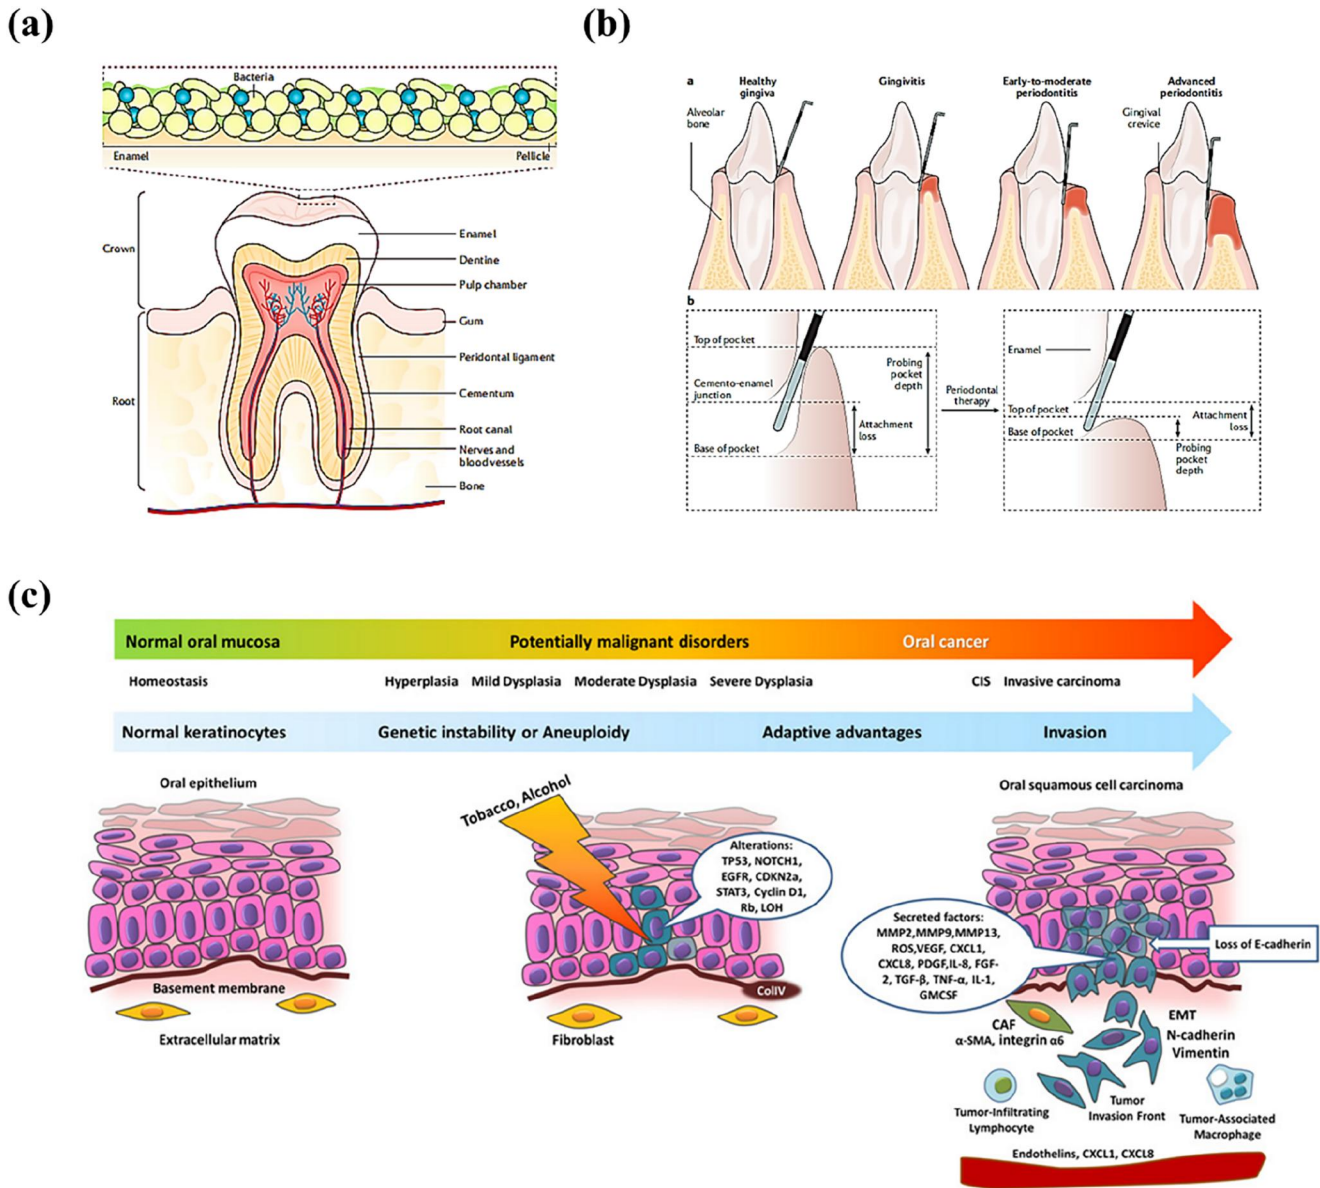 (a)
Bacteria
Enamel
Pellicle
Crown
Root
Enamel
Dentine
Pulp chamber
Gum
Peridontal ligament
Cementum
Root canal
Nerves and
bloodvessels
Bone
(b)
a
Healthy
gingiva
Gingivitis
Early-to-moderate
periodontitis
Advanced
periodontitis
Alveolar
bone
Gingival
crevice
b
Top of pocket
Cemento-enamel
junction
Base of pocket
Probing
pocket
depth
Attachment
loss
Periodontal
therapy
Enamel
Top of pocket
Base of pocket
Attachment
loss
Probing
pocket
depth
(c)
Normal oral mucosa
Potentially malignant disorders
Oral cancer
Homeostasis
Hyperplasia
Mild Dysplasia
Moderate Dysplasia
Severe Dysplasia
CIS
Invasive carcinoma
Normal keratinocytes
Genetic instability or Aneuploidy
Adaptive advantages
Invasion
Oral epithelium
Basement membrane
Extracellular matrix
Tobacco, Alcohol
Alterations:
TP53, NOTCH1,
EGFR, CDKN2a,
STAT3, Cyclin D1,
Rb, LOH
ColIV
Fibroblast
Oral squamous cell carcinoma
Secreted factors:
MMP2,MMP9,MMP13,
ROS,VEGF, CXCL1,
CXCL8, PDGF,IL-8, FGF-
2, TGF-β, TNF-α, IL-1,
GMCSF
Loss of E-cadherin
CAF
α-SMA, integrin α6
EMT
N-cadherin
Vimentin
Tumor-Infiltrating
Lymphocyte
Tumor
Invasion Front
Tumor-Associated
Macrophage
Endothelins, CXCL1, CXCL8